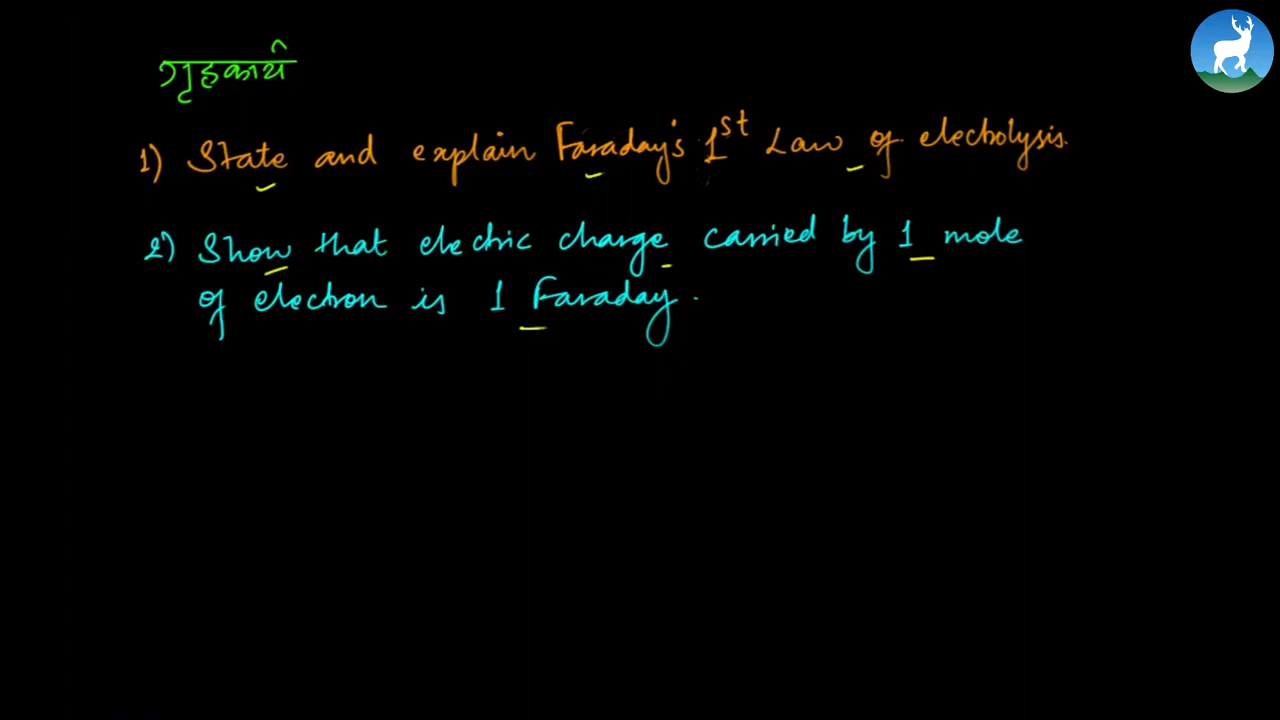 गृहकार्य
1) State and explain Faraday's 1st Law of electrolysis.
2) Show that electric charge carried by 1 mole
of electron is 1 Faraday.